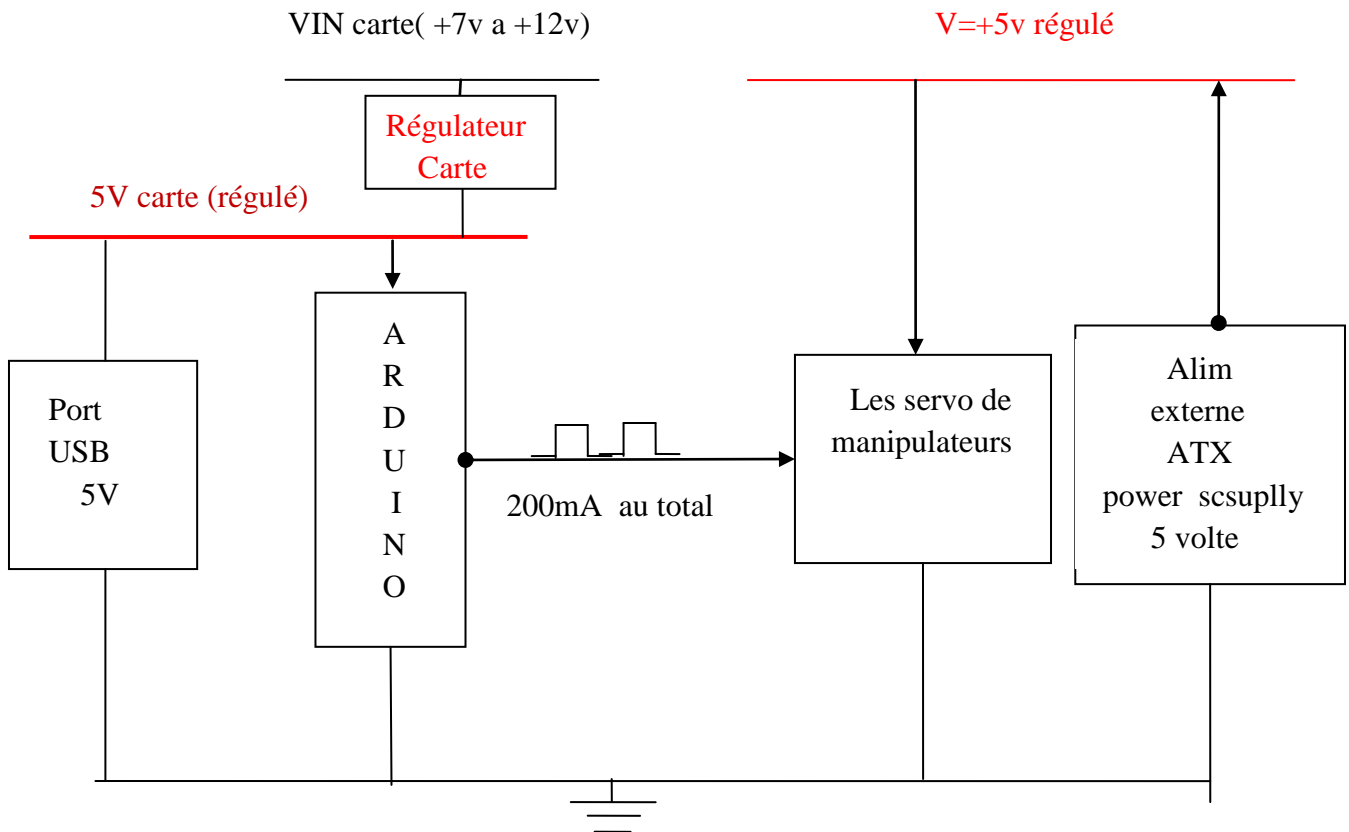 VIN carte( +7v a +12v)
V=+5v régulé
Régulateur
Carte
5V carte (régulé)
A
R
D
U
I
N
O
Port
USB
5V
200mA au total
Les servo de
manipulateurs
Alim
externe
ATX
power scsuplly
5 volte